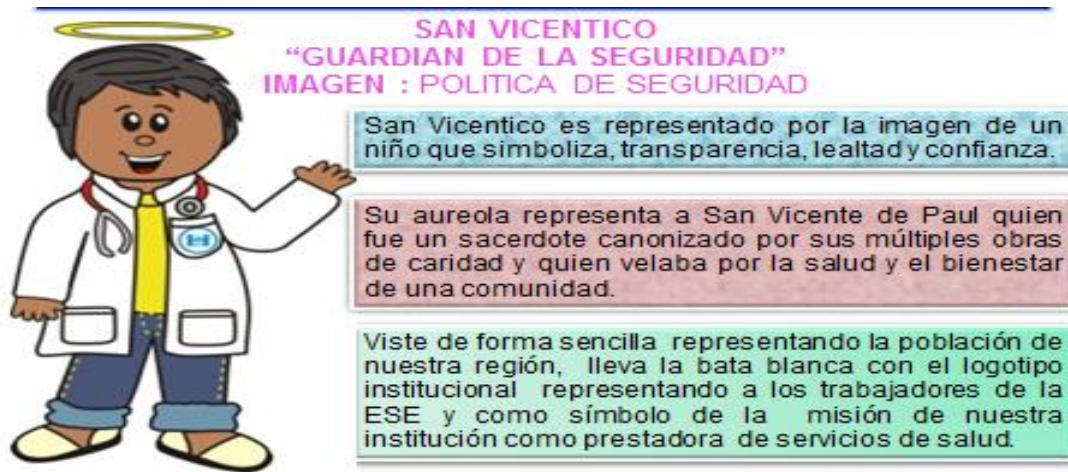 SAN VICENTICO
“GUARDIAN DE LA SEGURIDAD”
IMAGEN : POLITICA DE SEGURIDAD
San Vicentico es representado por la imagen de un
niño que simboliza, transparencia, lealtad y confianza.
Su aureola representa a San Vicente de Paul quien
fue un sacerdote canonizado por sus múltiples obras
de caridad y quien velaba por la salud y el bienestar
de una comunidad.
Viste de forma sencilla representando la población de
nuestra región, lleva la bata blanca con el logotipo
institucional representando a los trabajadores de la
ESE y como símbolo de la misión de nuestra
institución como prestadora de servicios de salud.